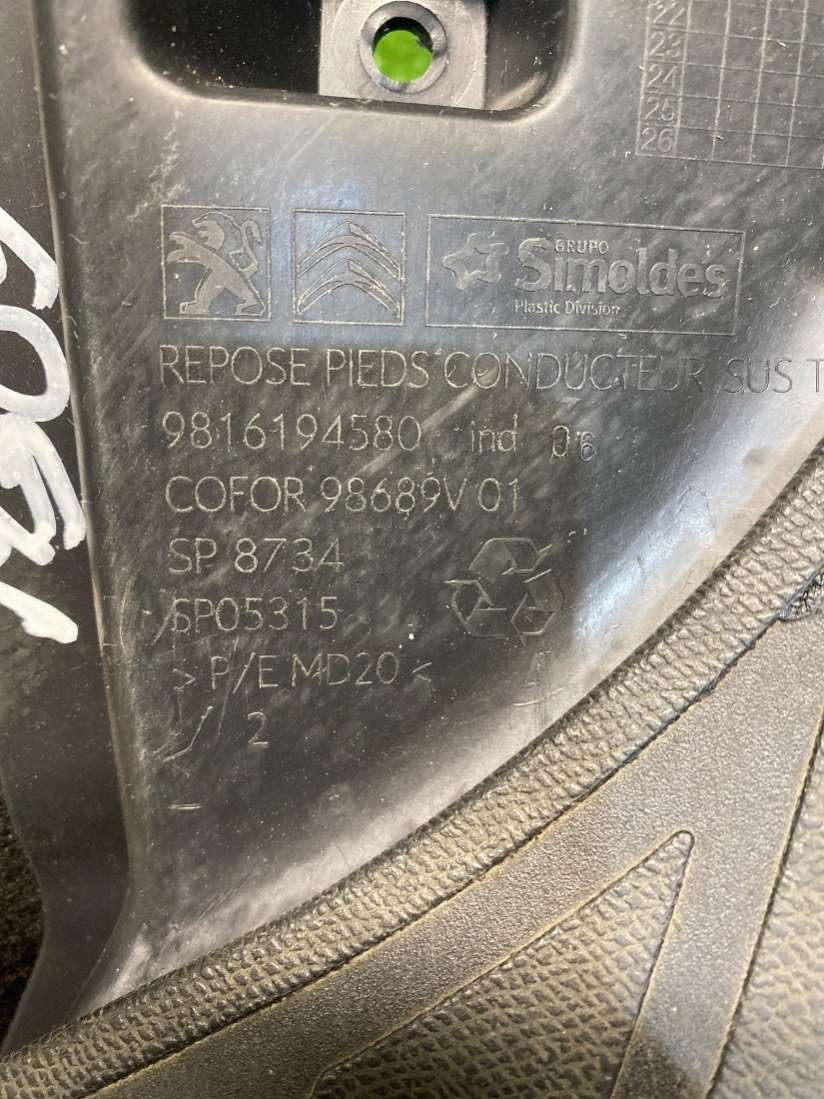 22
23
24
25
26
GRUPO
Simoldes
Plastic Division
REPOSE PIEDS CONDUCTEUR SUS T
9816194580 ind 06
COFOR 98689V 01
SP 8734
SP05315
> P/E MD20 <
2